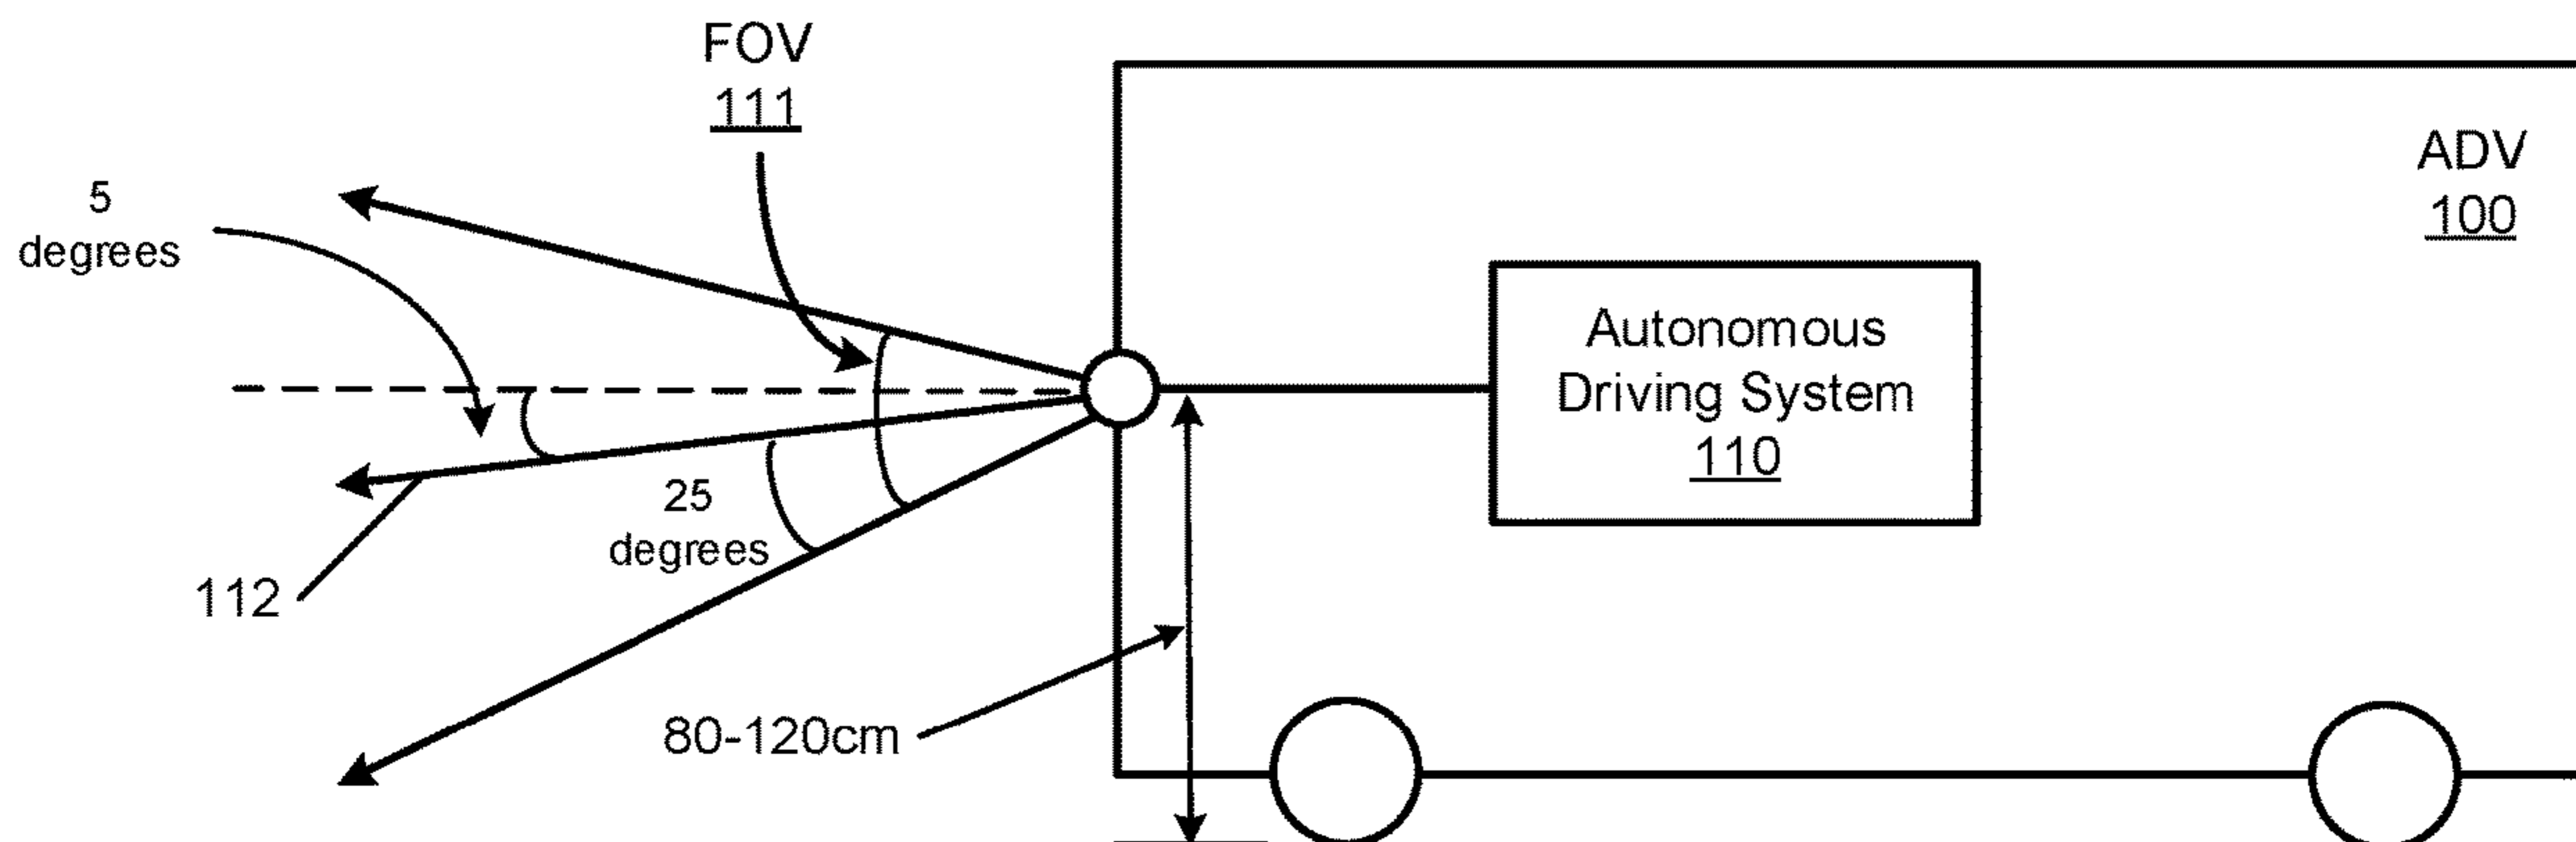 FOV
111
ADV
100
5
degrees
Autonomous
Driving System
110
25
degrees
112
80-120cm